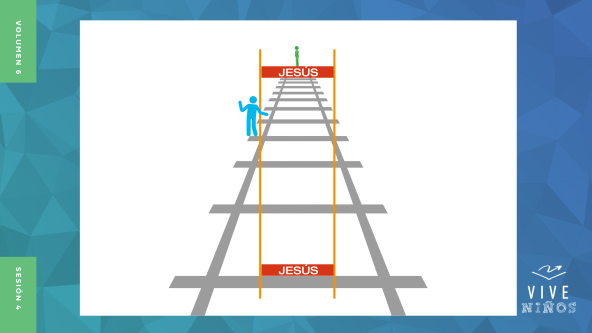 VOLUMEN 6
JESÚS
JESÚS
SESIÓN 4
VIVE
NIÑOS